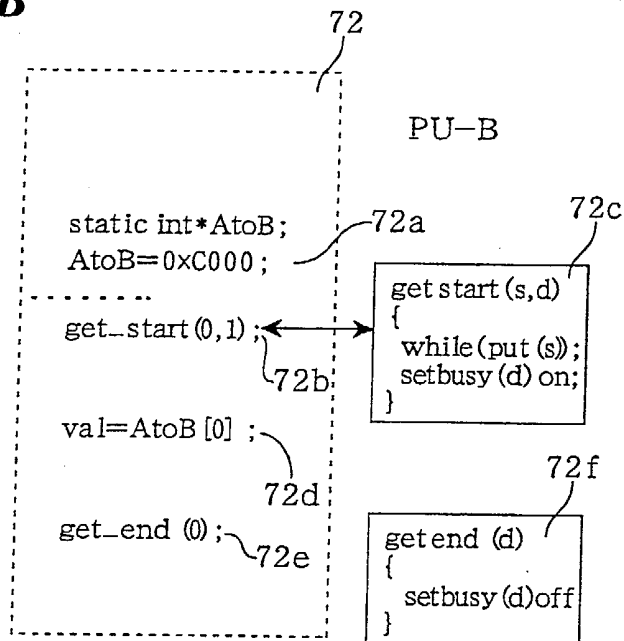 B
72
PU-B
static int*AtoB;
AtoB=0xC000;
72a
get_start(0,1);
72b
72c
get start(s,d)
{
while(put(s));
setbusy(d)on;
}
val=AtoB[0];
72d
get_end (0);
72e
72f
get end (d)
{
setbusy(d)off
}